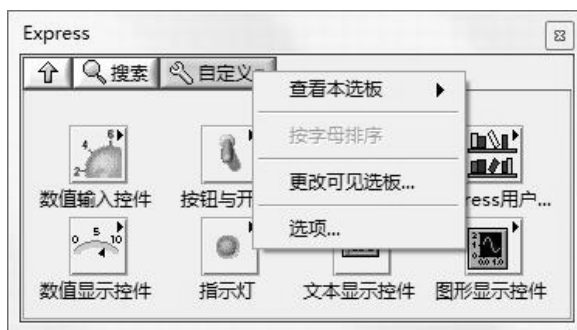 Express
搜索 自定义
查看本选板
按字母排序
更改可见选板...
选项...
数值输入控件 按钮与开 ress用户...
数值显示控件 指示灯 文本显示控件 图形显示控件